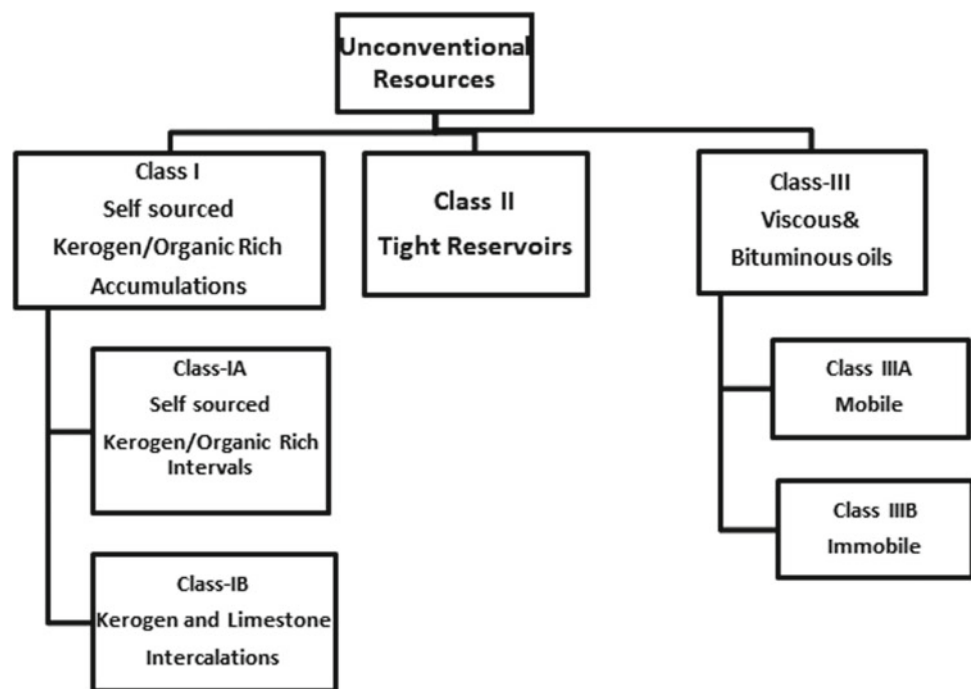 Unconventional
Resources
Class I
Self sourced
Kerogen/Organic Rich
Accumulations
Class II
Tight Reservoirs
Class-III
Viscous&
Bituminous oils
Class-IA
Self sourced
Kerogen/Organic Rich
Intervals
Class IIIA
Mobile
Class-IB
Kerogen and Limestone
Intercalations
Class IIIB
Immobile